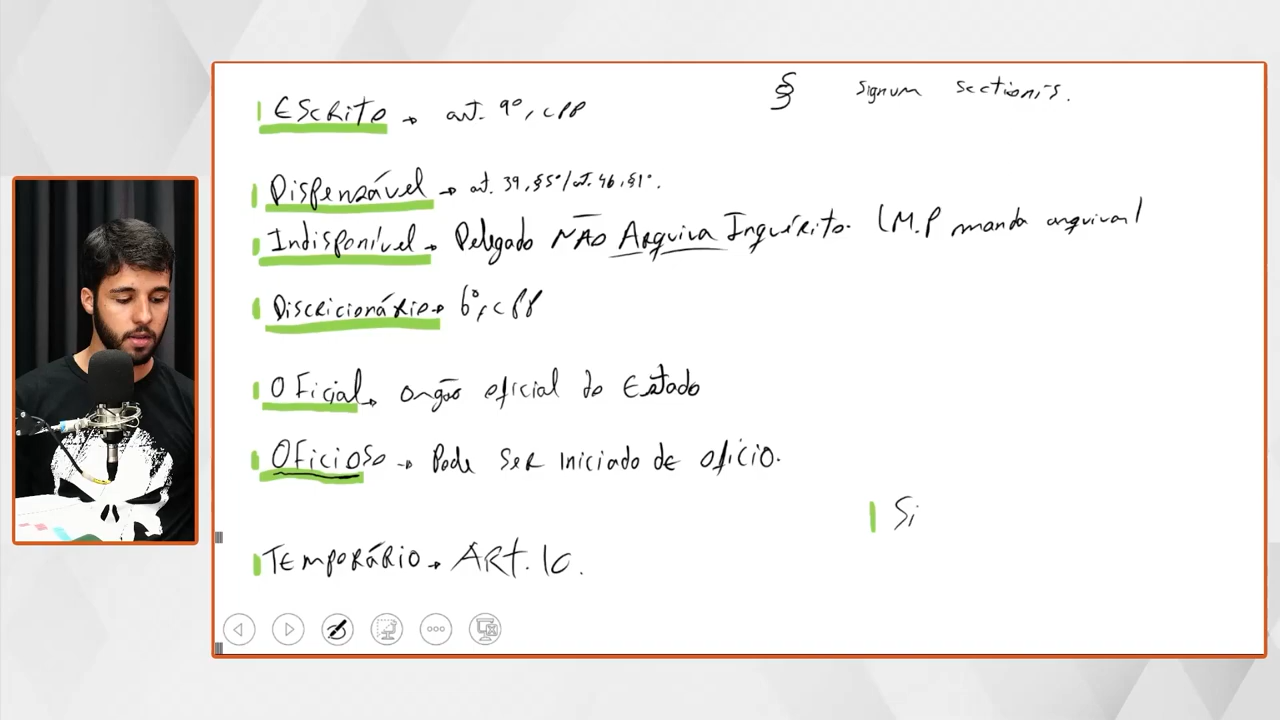 § signum sectionis.
Escrito → art. 9º, CPP
Dispensável → art. 39, §5º/art. 46, §1º.
Indisponível → Delegado NÃO Arquiva Inquérito. (M.P manda arquivar)
Discricionário → 6º, CPP
OFicial → orgão oficial do Estado
OFicioso → Pode ser iniciado de ofício.
Si
Temporário → Art. 10.